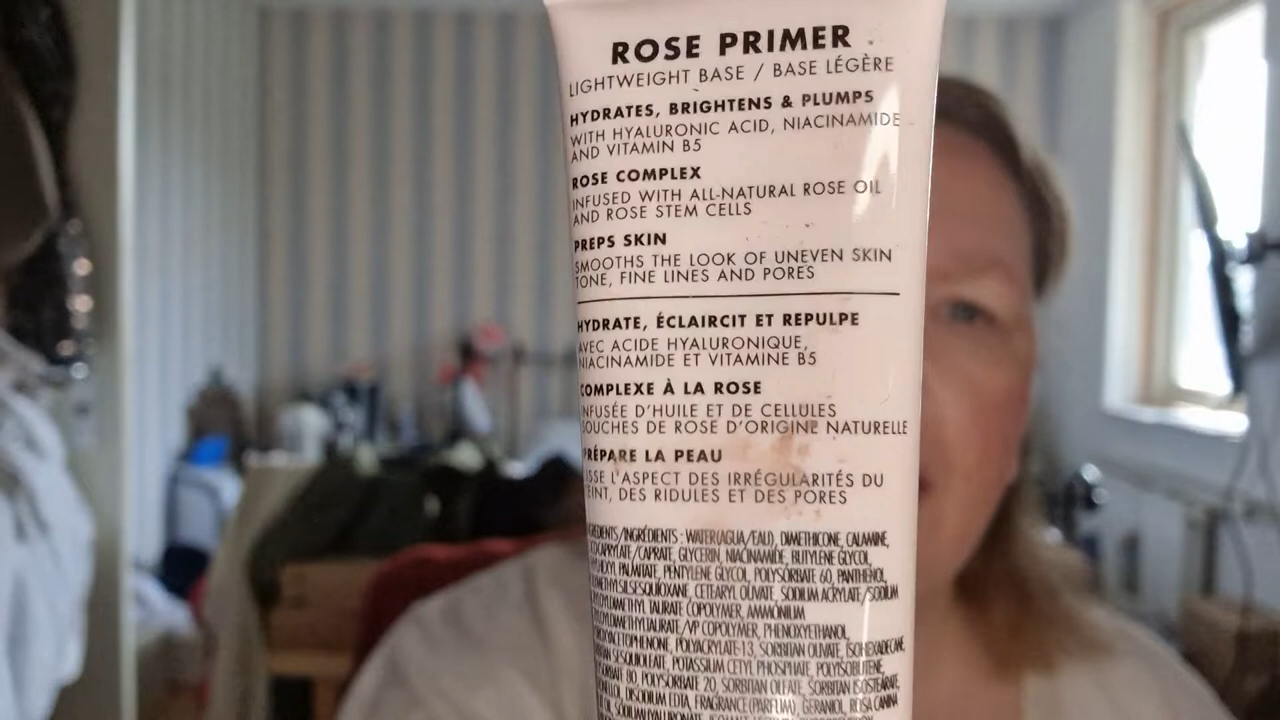 ROSE PRIMER
LIGHTWEIGHT BASE / BASE LÉGÈRE
HYDRATES, BRIGHTENS & PLUMPS
WITH HYALURONIC ACID, NIACINAMIDE
AND VITAMIN B5
ROSE COMPLEX
INFUSED WITH ALL-NATURAL ROSE OIL
AND ROSE STEM CELLS
PREPS SKIN
SMOOTHS THE LOOK OF UNEVEN SKIN
TONE, FINE LINES AND PORES
HYDRATE, ÉCLAIRCIT ET REPULPE
AVEC ACIDE HYALURONIQUE,
NIACINAMIDE ET VITAMINE B5
COMPLEXE À LA ROSE
INFUSÉE D'HUILE ET DE CELLULES
SOUCHES DE ROSE D'ORIGINE NATURELLE
PRÉPARE LA PEAU
L'ASPECT DES IRRÉGULARITÉS DU
TEINT, DES RIDULES ET DES PORES
/INGRÉDIENTS : WATER(AQUA/EAU), DIMETHICONE, CALAMINE,
/CAPRATE, GLYCERIN, NIACINAMIDE, BUTYLENE GLYCOL,
PALMITATE, PENTYLENE GLYCOL, POLYSORBATE 60, PANTHENOL,
CETEARYL OLIVATE, SODIUM ACRYLATE/SODIUM
TAURATE COPOLYMER, AMMONIUM
/VP COPOLYMER, PHENOXYETHANOL,
POLYACRYLATE-13, SORBITAN OLIVATE, ISOHEXADECANE,
SESQUIOLEATE, POTASSIUM CETYL PHOSPHATE, POLYISOBUTENE,
80, POLYSORBATE 20, SORBITAN OLEATE, SORBITAN ISOSTEARATE,
DISODIUM EDTA, FRAGRANCE (PARFUM), GERANIOL, ROSA CANINA